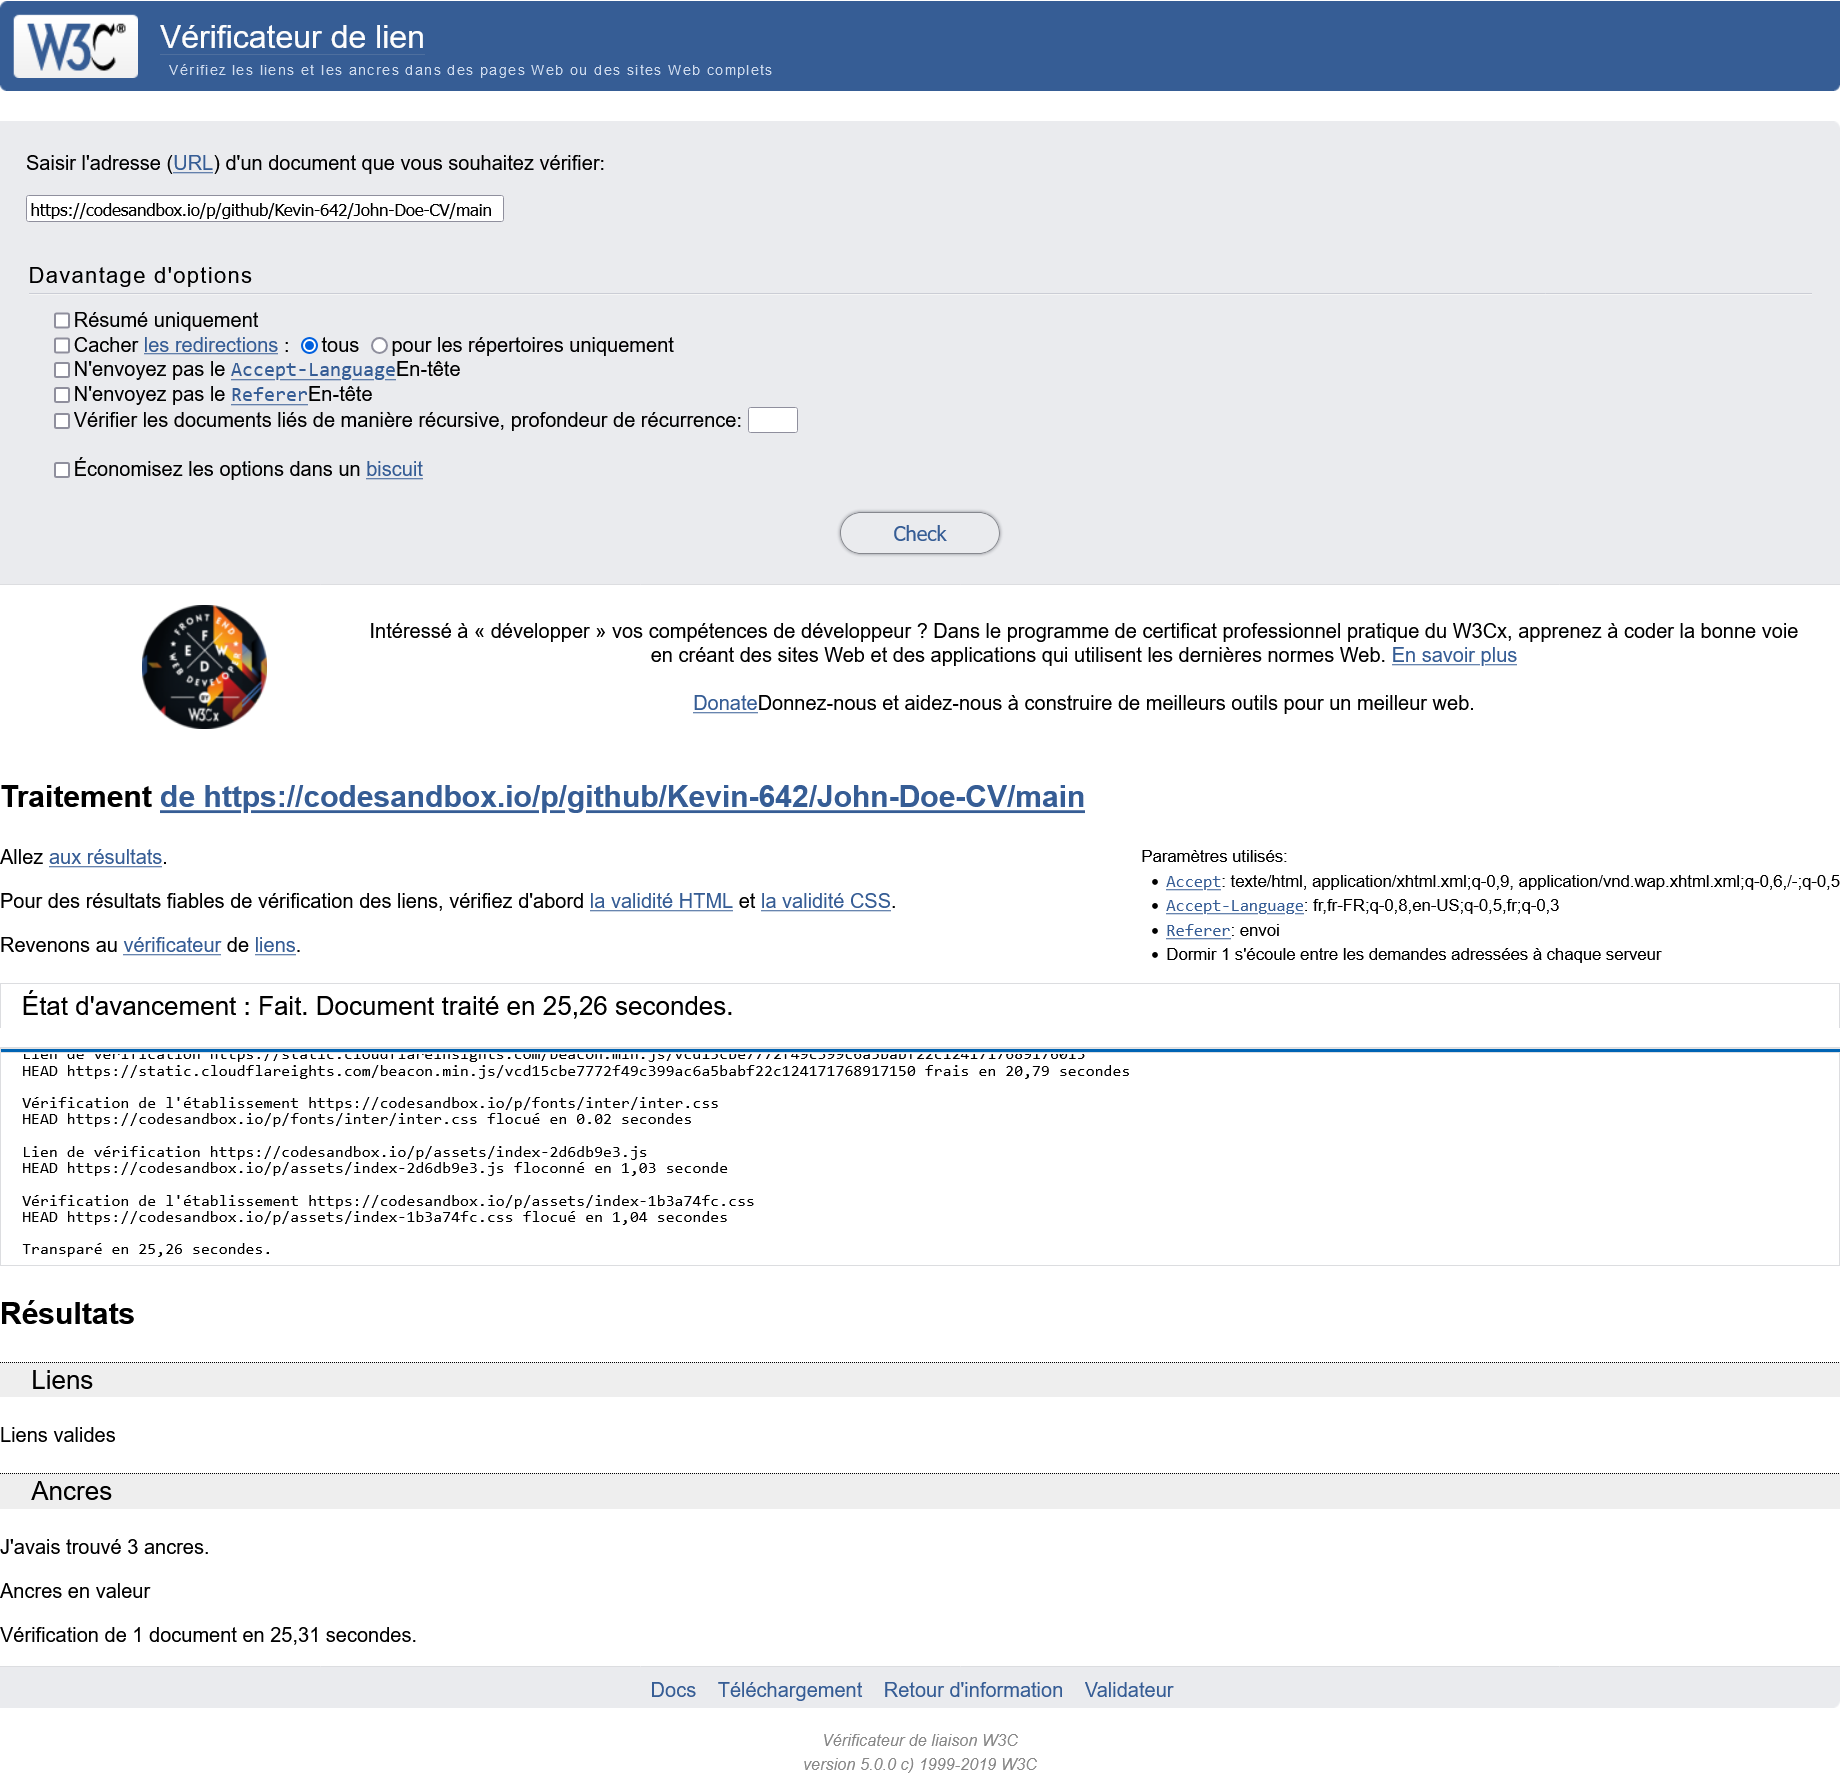 W3C®
Vérificateur de lien
Vérifiez les liens et les ancres dans des pages Web ou des sites Web complets
Saisir l'adresse (URL) d'un document que vous souhaitez vérifier:
https://codesandbox.io/p/github/Kevin-642/John-Doe-CV/main
Davantage d'options
Résumé uniquement
Cacher les redirections : tous pour les répertoires uniquement
N'envoyez pas le Accept-LanguageEn-tête
N'envoyez pas le RefererEn-tête
Vérifier les documents liés de manière récursive, profondeur de récurrence:
Économisez les options dans un biscuit
Check
FRONT END
F E W D
WEB DEVELOPER
BY
W3Cx
Intéressé à « développer » vos compétences de développeur ? Dans le programme de certificat professionnel pratique du W3Cx, apprenez à coder la bonne voie
en créant des sites Web et des applications qui utilisent les dernières normes Web. En savoir plus
DonateDonnez-nous et aidez-nous à construire de meilleurs outils pour un meilleur web.
Traitement de https://codesandbox.io/p/github/Kevin-642/John-Doe-CV/main
Allez aux résultats.
Pour des résultats fiables de vérification des liens, vérifiez d'abord la validité HTML et la validité CSS.
Revenons au vérificateur de liens.
Paramètres utilisés:
• Accept: texte/html, application/xhtml.xml;q-0,9, application/vnd.wap.xhtml.xml;q-0,6,/-;q-0,5
• Accept-Language: fr,fr-FR;q-0,8,en-US;q-0,5,fr;q-0,3
• Referer: envoi
• Dormir 1 s'écoule entre les demandes adressées à chaque serveur
État d'avancement : Fait. Document traité en 25,26 secondes.
Lien de vérification https://static.cloudflareinsights.com/beacon.min.js/vcd15cbe7772f49c399c6a5babf22c1241717689176015
HEAD https://static.cloudflareights.com/beacon.min.js/vcd15cbe7772f49c399ac6a5babf22c124171768917150 frais en 20,79 secondes
Vérification de l'établissement https://codesandbox.io/p/fonts/inter/inter.css
HEAD https://codesandbox.io/p/fonts/inter/inter.css flocué en 0.02 secondes
Lien de vérification https://codesandbox.io/p/assets/index-2d6db9e3.js
HEAD https://codesandbox.io/p/assets/index-2d6db9e3.js floconné en 1,03 seconde
Vérification de l'établissement https://codesandbox.io/p/assets/index-1b3a74fc.css
HEAD https://codesandbox.io/p/assets/index-1b3a74fc.css flocué en 1,04 secondes
Transparé en 25,26 secondes.
Résultats
Liens
Liens valides
Ancres
J'avais trouvé 3 ancres.
Ancres en valeur
Vérification de 1 document en 25,31 secondes.
Docs Téléchargement Retour d'information Validateur
Vérificateur de liaison W3C
version 5.0.0 c) 1999-2019 W3C